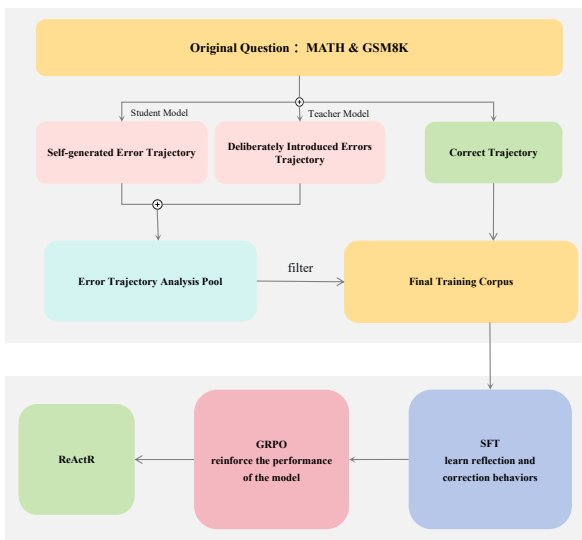 Original Question： MATH & GSM8K
Student Model
Teacher Model
Self-generated Error Trajectory
Deliberately Introduced Errors
Trajectory
Correct Trajectory
Error Trajectory Analysis Pool
filter
Final Training Corpus
ReActR
GRPO
reinforce the performance
of the model
SFT
learn reflection and
correction behaviors